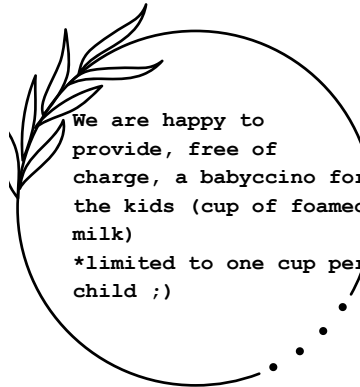 We are happy to
provide, free of
charge, a babyccino for
the kids (cup of foamed
milk)
*limited to one cup per
child ;)